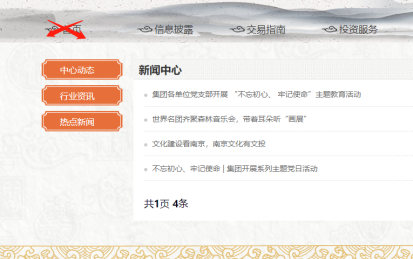 信息披露 交易指南 投资服务
中心动态
行业资讯
热点新闻
新闻中心
集团各单位党支部开展 “不忘初心、 牢记使命”主题教育活动
世界名团齐聚森林音乐会，带着耳朵听“画展”
文化建设看南京，南京文化有文投
不忘初心、牢记使命 | 集团开展系列主题党日活动
共1页 4条